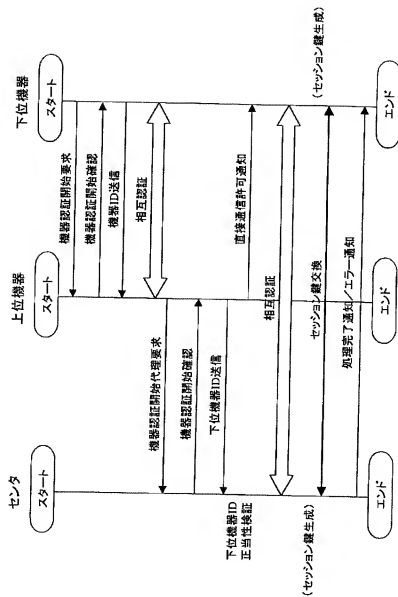 センタ
上位機器
下位機器
スタート
スタート
スタート
機器認証開始要求
機器認証開始確認
機器ID送信
相互認証
機器認証開始代理要求
機器認証開始確認
下位機器ID送信
直接通信許可通知
下位機器ID
正当性検証
相互認証
(セッション鍵生成)
(セッション鍵生成)
セッション鍵交換
処理完了通知/エラー通知
エンド
エンド
エンド